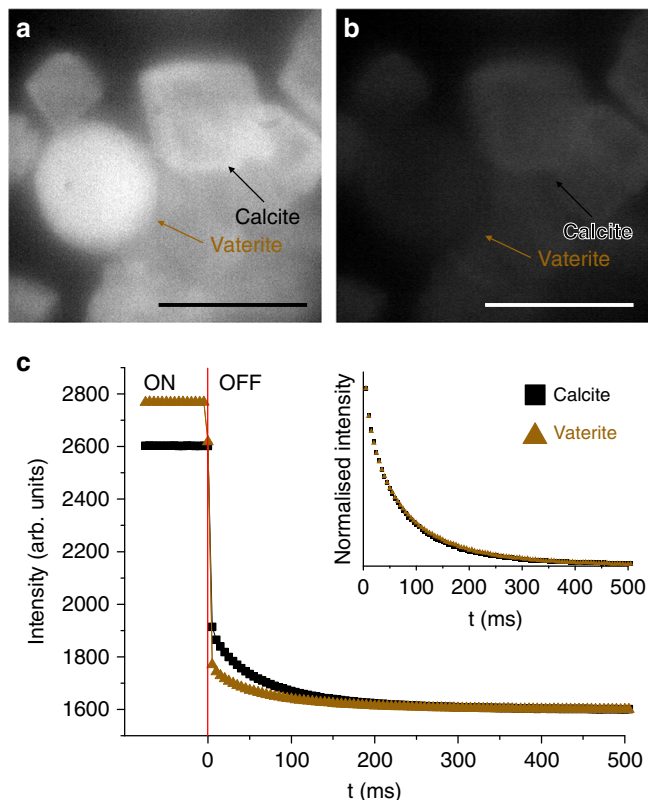 a
Calcite
Vaterite
b
Calcite
Vaterite
c
ON
OFF
Intensity (arb. units)
2800
2600
2400
2200
2000
1800
1600
0
100
200
300
400
500
t (ms)
Normalised intensity
Calcite
Vaterite
0
100
200
300
400
500
t (ms)